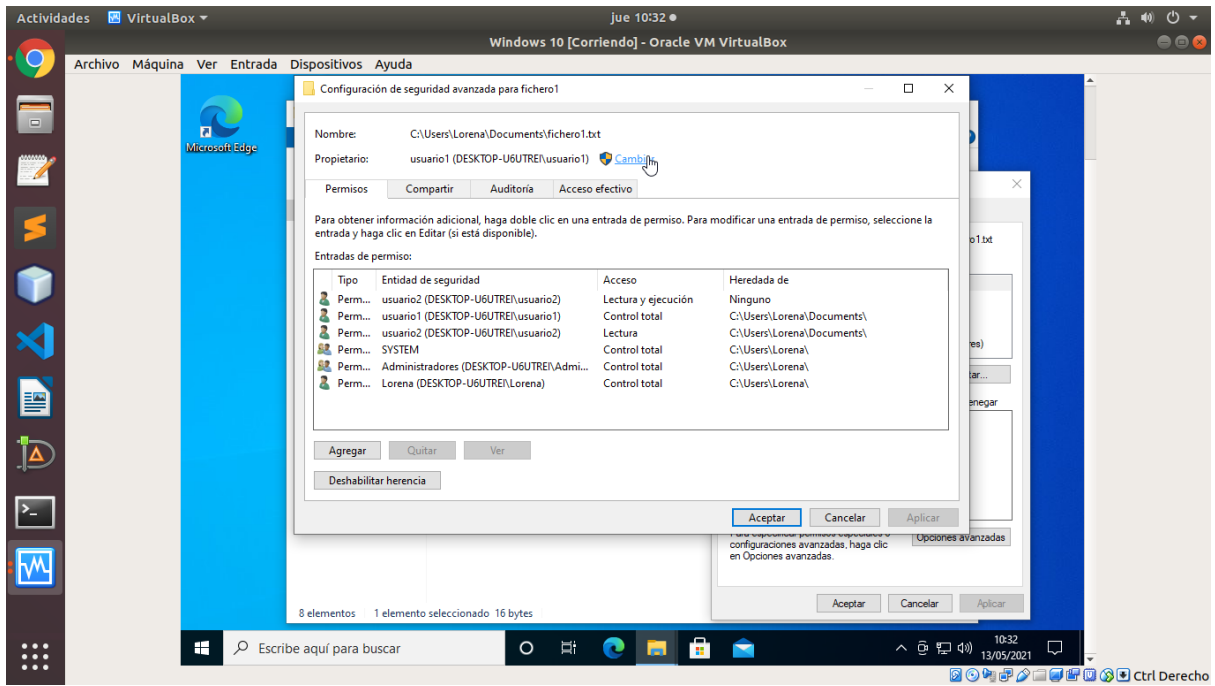 Actividades VirtualBox jue 10:32
Windows 10 [Corriendo] - Oracle VM VirtualBox
Archivo Máquina Ver Entrada Dispositivos Ayuda
Microsoft Edge
Configuración de seguridad avanzada para fichero1
Nombre: C:\Users\Lorena\Documents\fichero1.txt
Propietario: usuario1 (DESKTOP-U6UTREI\usuario1) Cambiar
Permisos Compartir Auditoría Acceso efectivo
Para obtener información adicional, haga doble clic en una entrada de permiso. Para modificar una entrada de permiso, seleccione la
entrada y haga clic en Editar (si está disponible).
o1.txt
Entradas de permiso:
Tipo Entidad de seguridad Acceso Heredada de
Perm... usuario2 (DESKTOP-U6UTREI\usuario2) Lectura y ejecución Ninguno
Perm... usuario1 (DESKTOP-U6UTREI\usuario1) Control total C:\Users\Lorena\Documents\
Perm... usuario2 (DESKTOP-U6UTREI\usuario2) Lectura C:\Users\Lorena\Documents\
Perm... SYSTEM Control total C:\Users\Lorena\
res)
Perm... Administradores (DESKTOP-U6UTREI\Admi... Control total C:\Users\Lorena\
tar...
Perm... Lorena (DESKTOP-U6UTREI\Lorena) Control total C:\Users\Lorena\
enegar
Agregar Quitar Ver
Deshabilitar herencia
Aceptar Cancelar Aplicar
Para especificar permisos especiales o
configuraciones avanzadas, haga clic
en Opciones avanzadas.
Opciones avanzadas
Aceptar Cancelar Aplicar
8 elementos 1 elemento seleccionado 16 bytes
Escribe aquí para buscar
10:32
13/05/2021
Ctrl Derecho